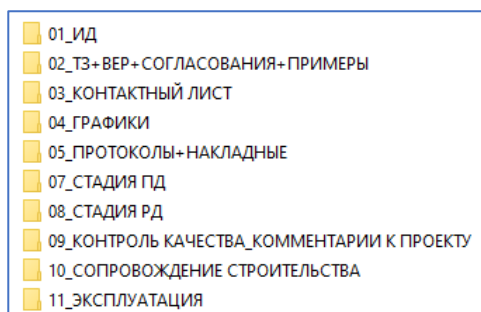 01_ИД
02_ТЗ+ВЕР+СОГЛАСОВАНИЯ+ПРИМЕРЫ
03_КОНТАКТНЫЙ ЛИСТ
04_ГРАФИКИ
05_ПРОТОКОЛЫ+НАКЛАДНЫЕ
07_СТАДИЯ ПД
08_СТАДИЯ РД
09_КОНТРОЛЬ КАЧЕСТВА_КОММЕНТАРИИ К ПРОЕКТУ
10_СОПРОВОЖДЕНИЕ СТРОИТЕЛЬСТВА
11_ЭКСПЛУАТАЦИЯ